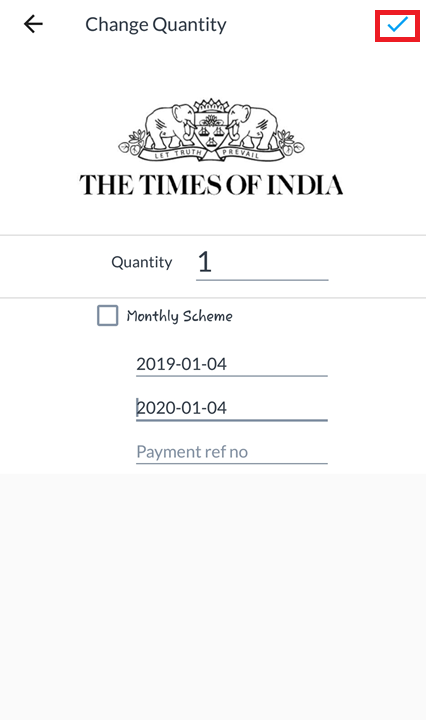 Change Quantity
LET TRUTH PREVAIL
THE TIMES OF INDIA
Quantity 1
Monthly Scheme
2019-01-04
2020-01-04
Payment ref no